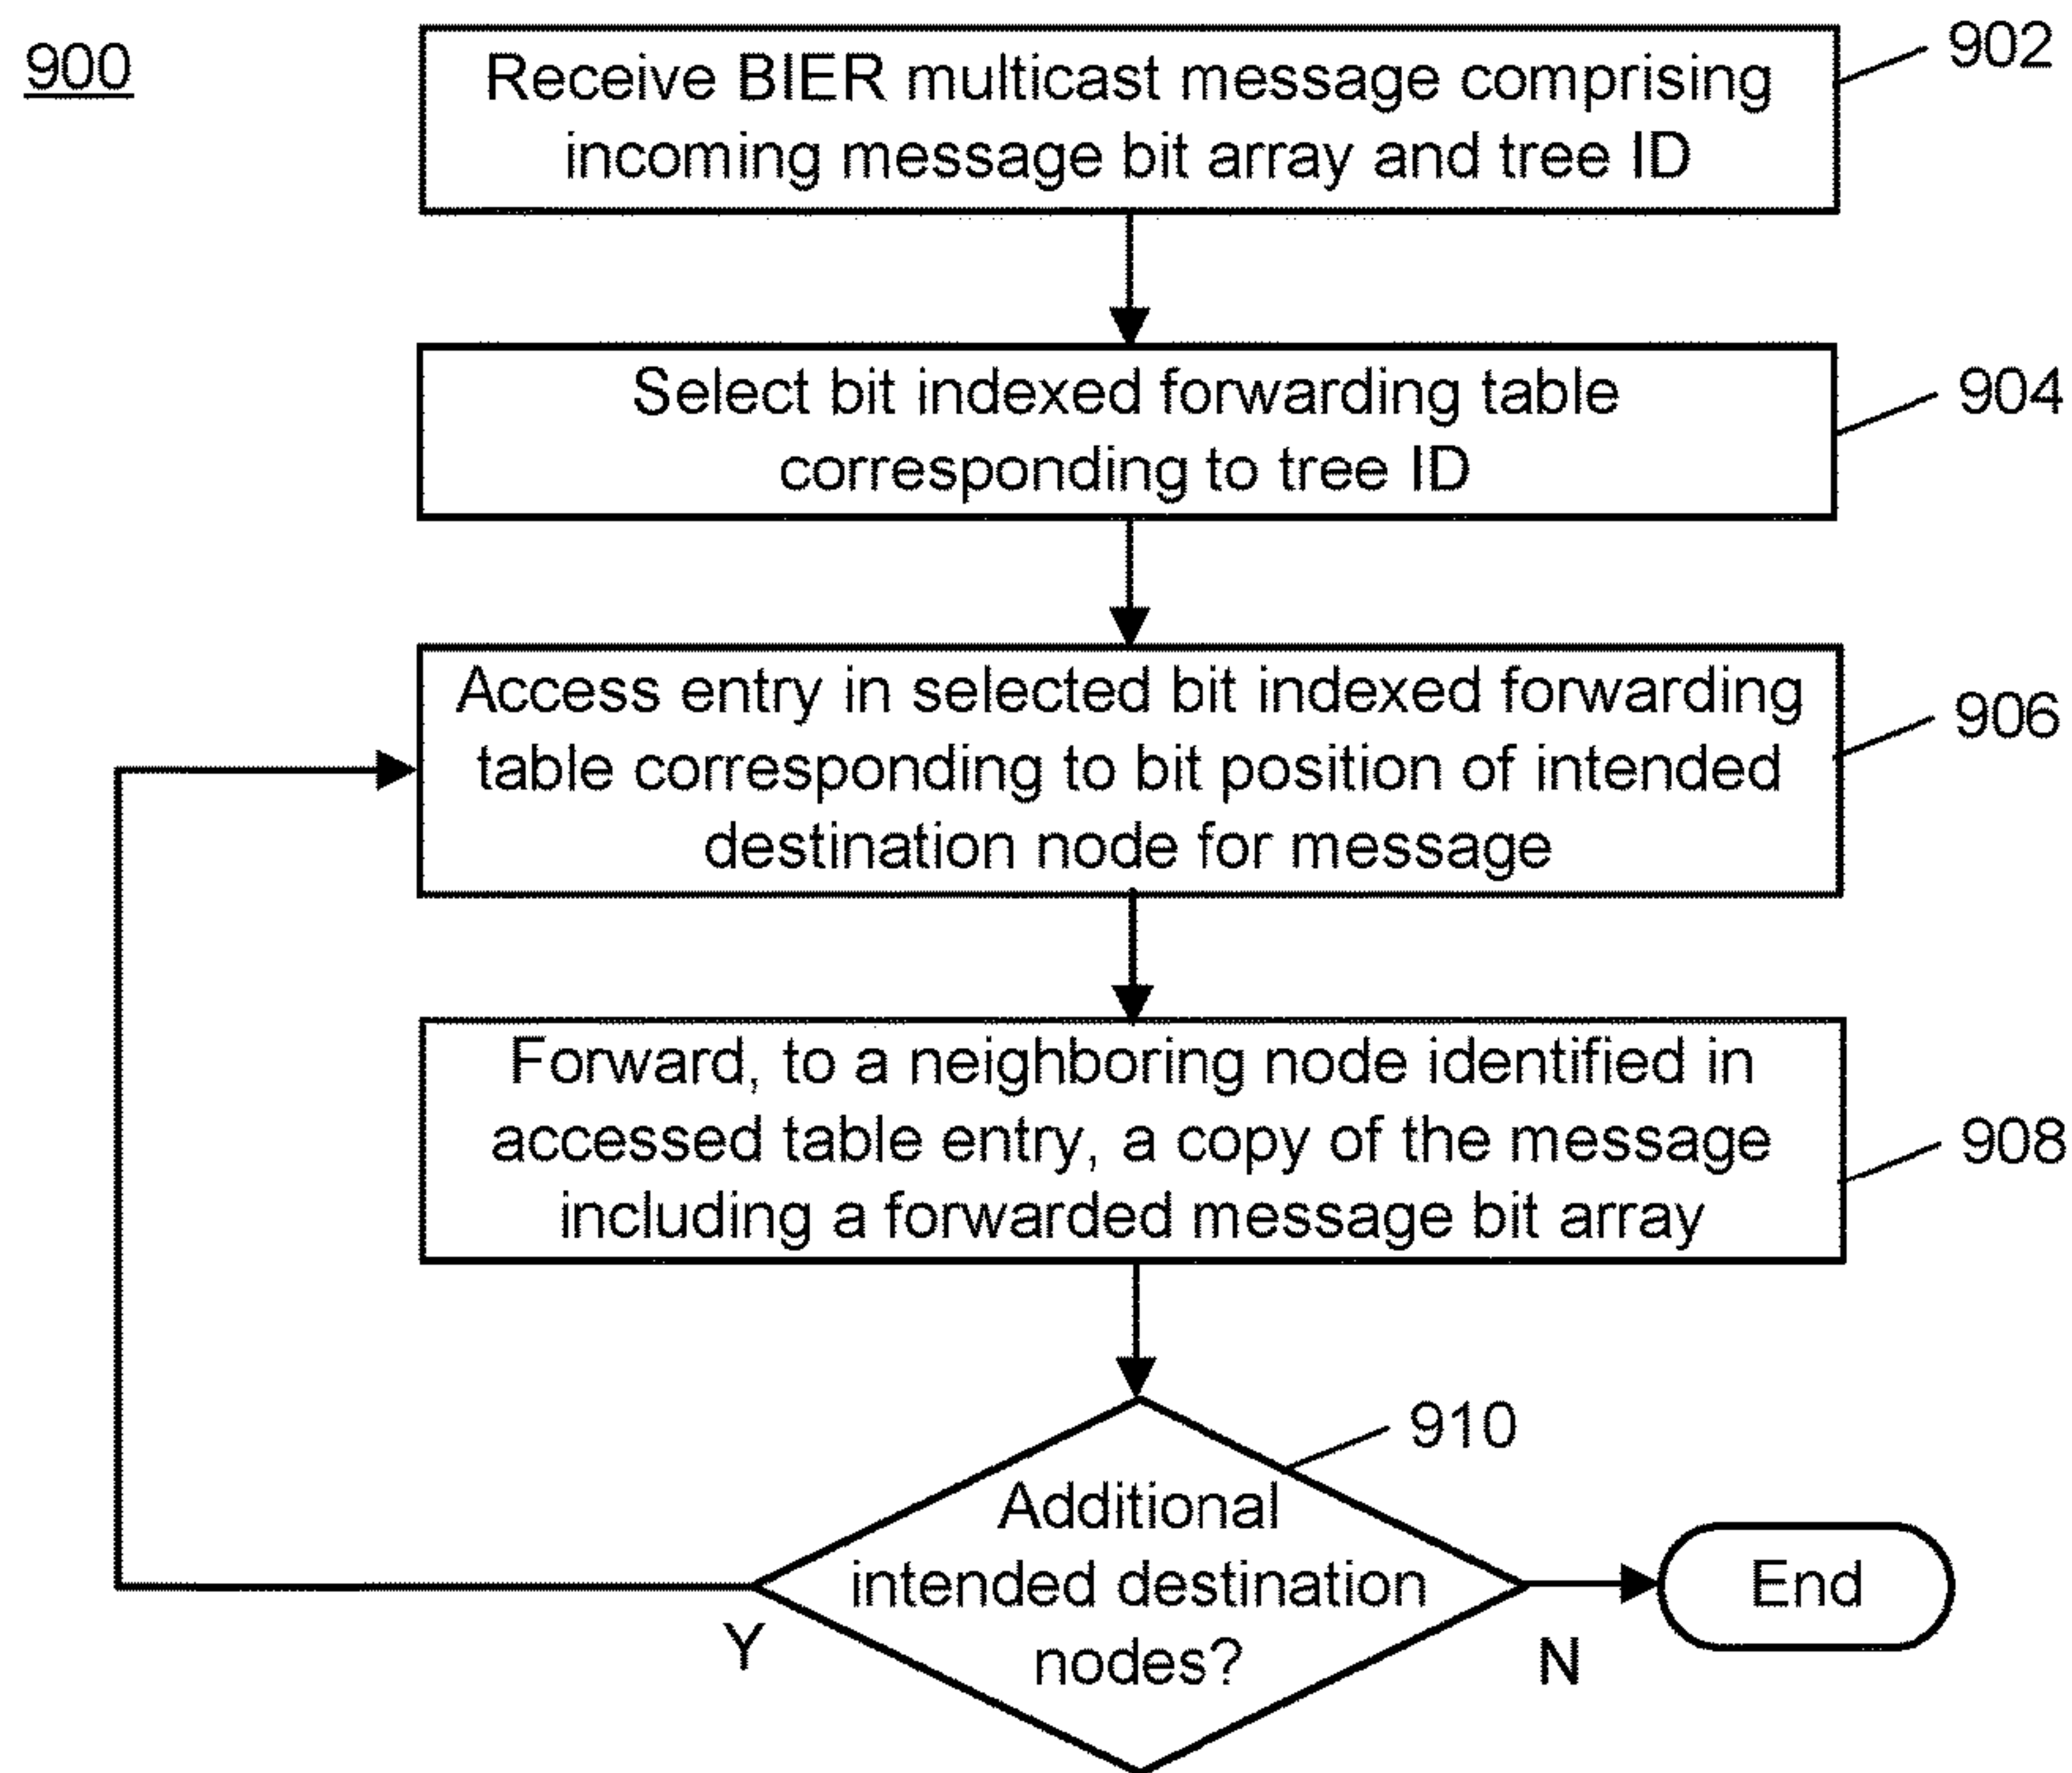 900
Receive BIER multicast message comprising
incoming message bit array and tree ID
902
Select bit indexed forwarding table
corresponding to tree ID
904
Access entry in selected bit indexed forwarding
table corresponding to bit position of intended
destination node for message
906
Forward, to a neighboring node identified in
accessed table entry, a copy of the message
including a forwarded message bit array
908
910
Additional
intended destination
nodes?
Y
N
End